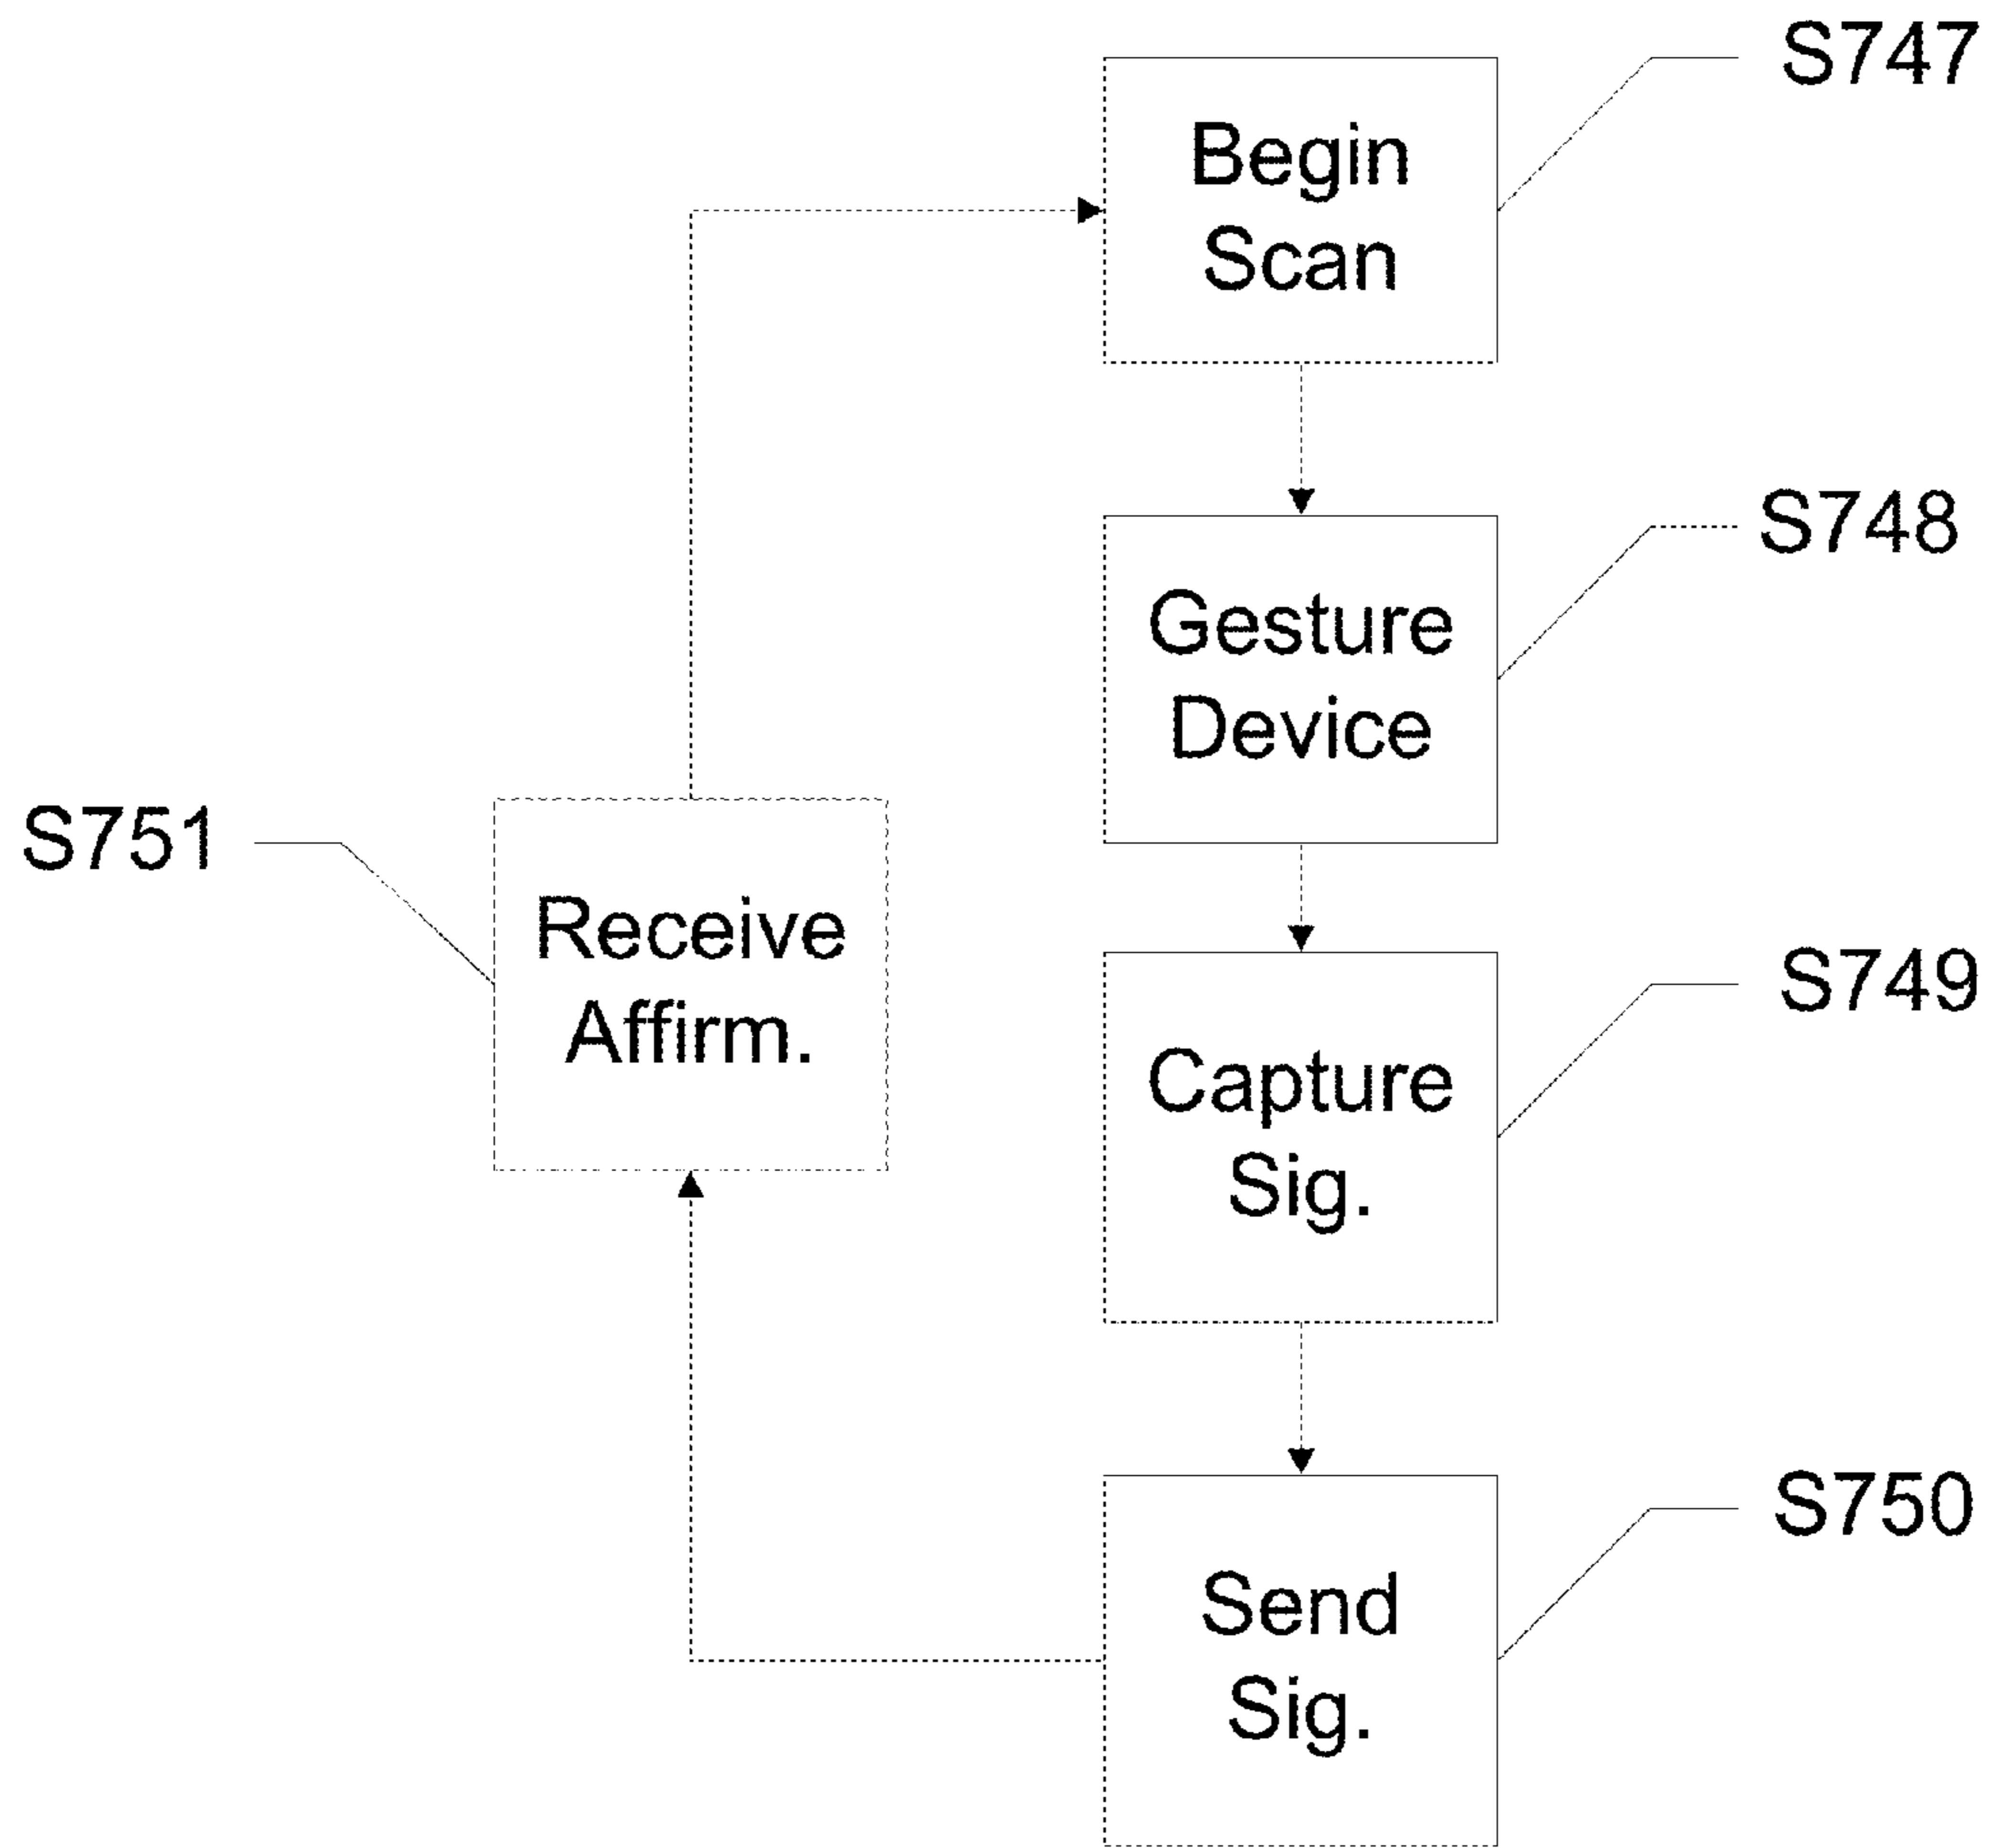 S747
Begin
Scan
S748
Gesture
Device
S751
Receive
Affirm.
S749
Capture
Sig.
S750
Send
Sig.